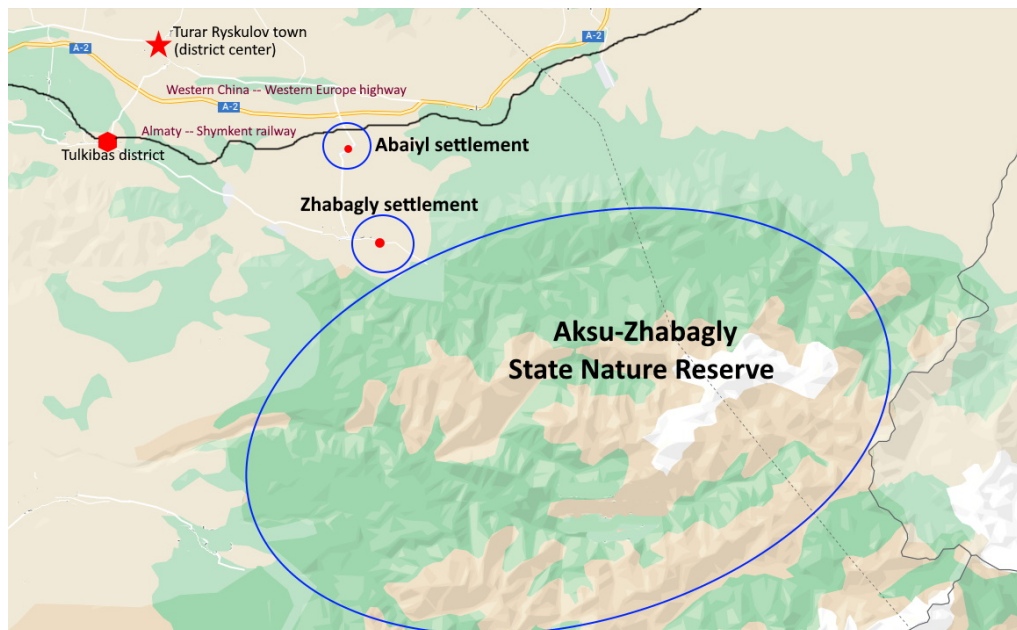 Turar Ryskulov town
(district center)
A-2
A-2
Western China -- Western Europe highway
A-2
Almaty -- Shymkent railway
Tulkibas district
Abaiyl settlement
Zhabagly settlement
Aksu-Zhabagly
State Nature Reserve